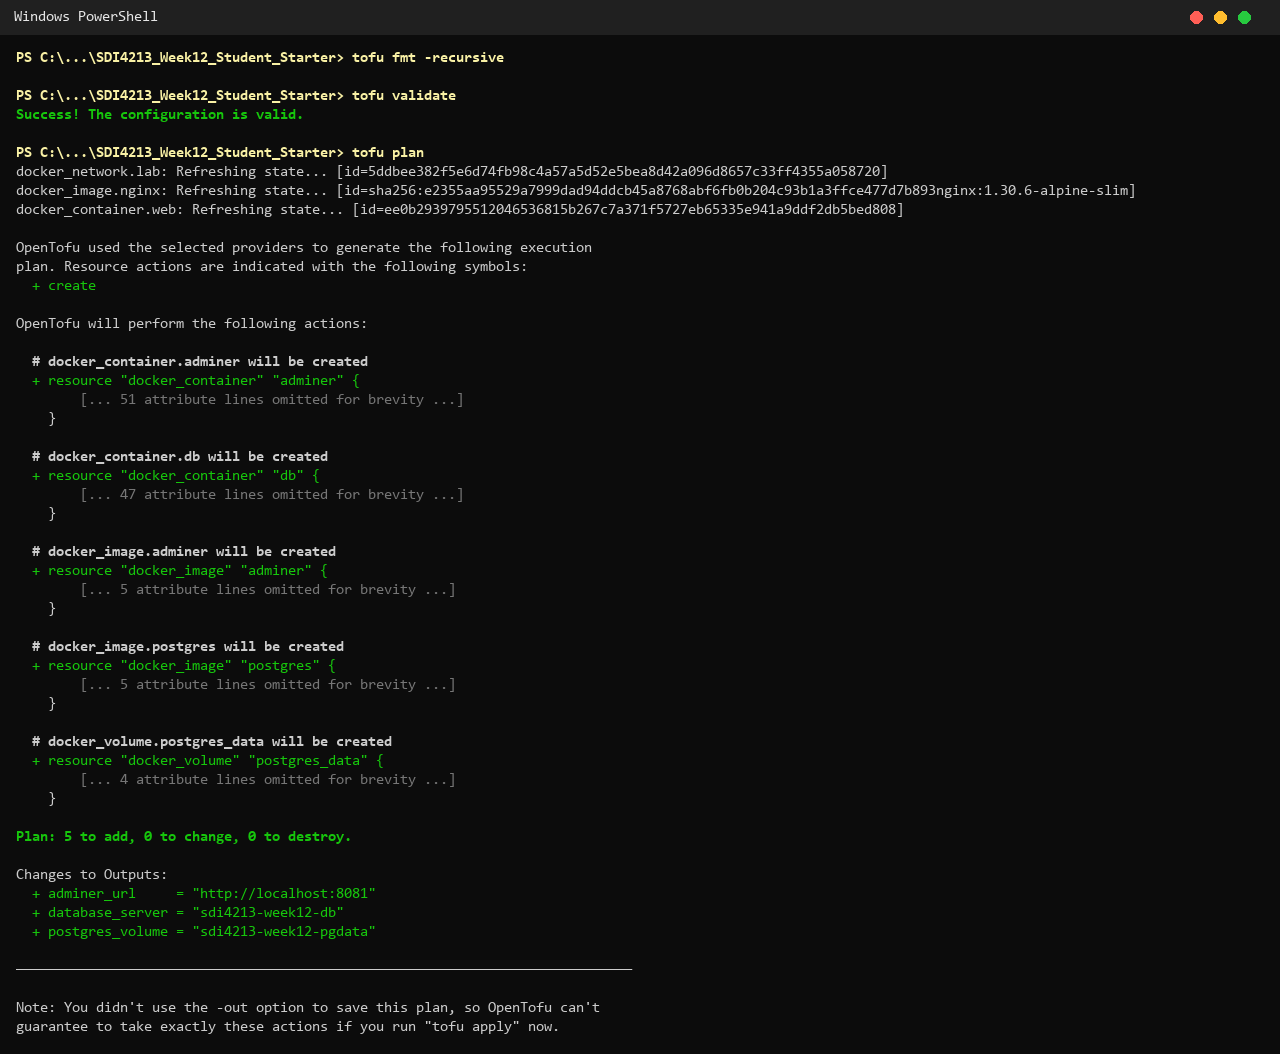 Windows PowerShell
PS C:\...\SDI4213_Week12_Student_Starter> tofu fmt -recursive
PS C:\...\SDI4213_Week12_Student_Starter> tofu validate
Success! The configuration is valid.
PS C:\...\SDI4213_Week12_Student_Starter> tofu plan
docker_network.lab: Refreshing state... [id=5ddbee382f5e6d74fb98c4a57a5d52e5bea8d42a096d8657c33ff4355a058720]
docker_image.nginx: Refreshing state... [id=sha256:e2355aa95529a7999dad94ddcb45a8768abf6fb0b204c93b1a3ffce477d7b893nginx:1.30.6-alpine-slim]
docker_container.web: Refreshing state... [id=ee0b2939795512046536815b267c7a371f5727eb65335e941a9ddf2db5bed808]
OpenTofu used the selected providers to generate the following execution
plan. Resource actions are indicated with the following symbols:
  + create
OpenTofu will perform the following actions:
  # docker_container.adminer will be created
  + resource "docker_container" "adminer" {
        [... 51 attribute lines omitted for brevity ...]
    }
  # docker_container.db will be created
  + resource "docker_container" "db" {
        [... 47 attribute lines omitted for brevity ...]
    }
  # docker_image.adminer will be created
  + resource "docker_image" "adminer" {
        [... 5 attribute lines omitted for brevity ...]
    }
  # docker_image.postgres will be created
  + resource "docker_image" "postgres" {
        [... 5 attribute lines omitted for brevity ...]
    }
  # docker_volume.postgres_data will be created
  + resource "docker_volume" "postgres_data" {
        [... 4 attribute lines omitted for brevity ...]
    }
Plan: 5 to add, 0 to change, 0 to destroy.
Changes to Outputs:
  + adminer_url     = "http://localhost:8081"
  + database_server = "sdi4213-week12-db"
  + postgres_volume = "sdi4213-week12-pgdata"
Note: You didn't use the -out option to save this plan, so OpenTofu can't
guarantee to take exactly these actions if you run "tofu apply" now.